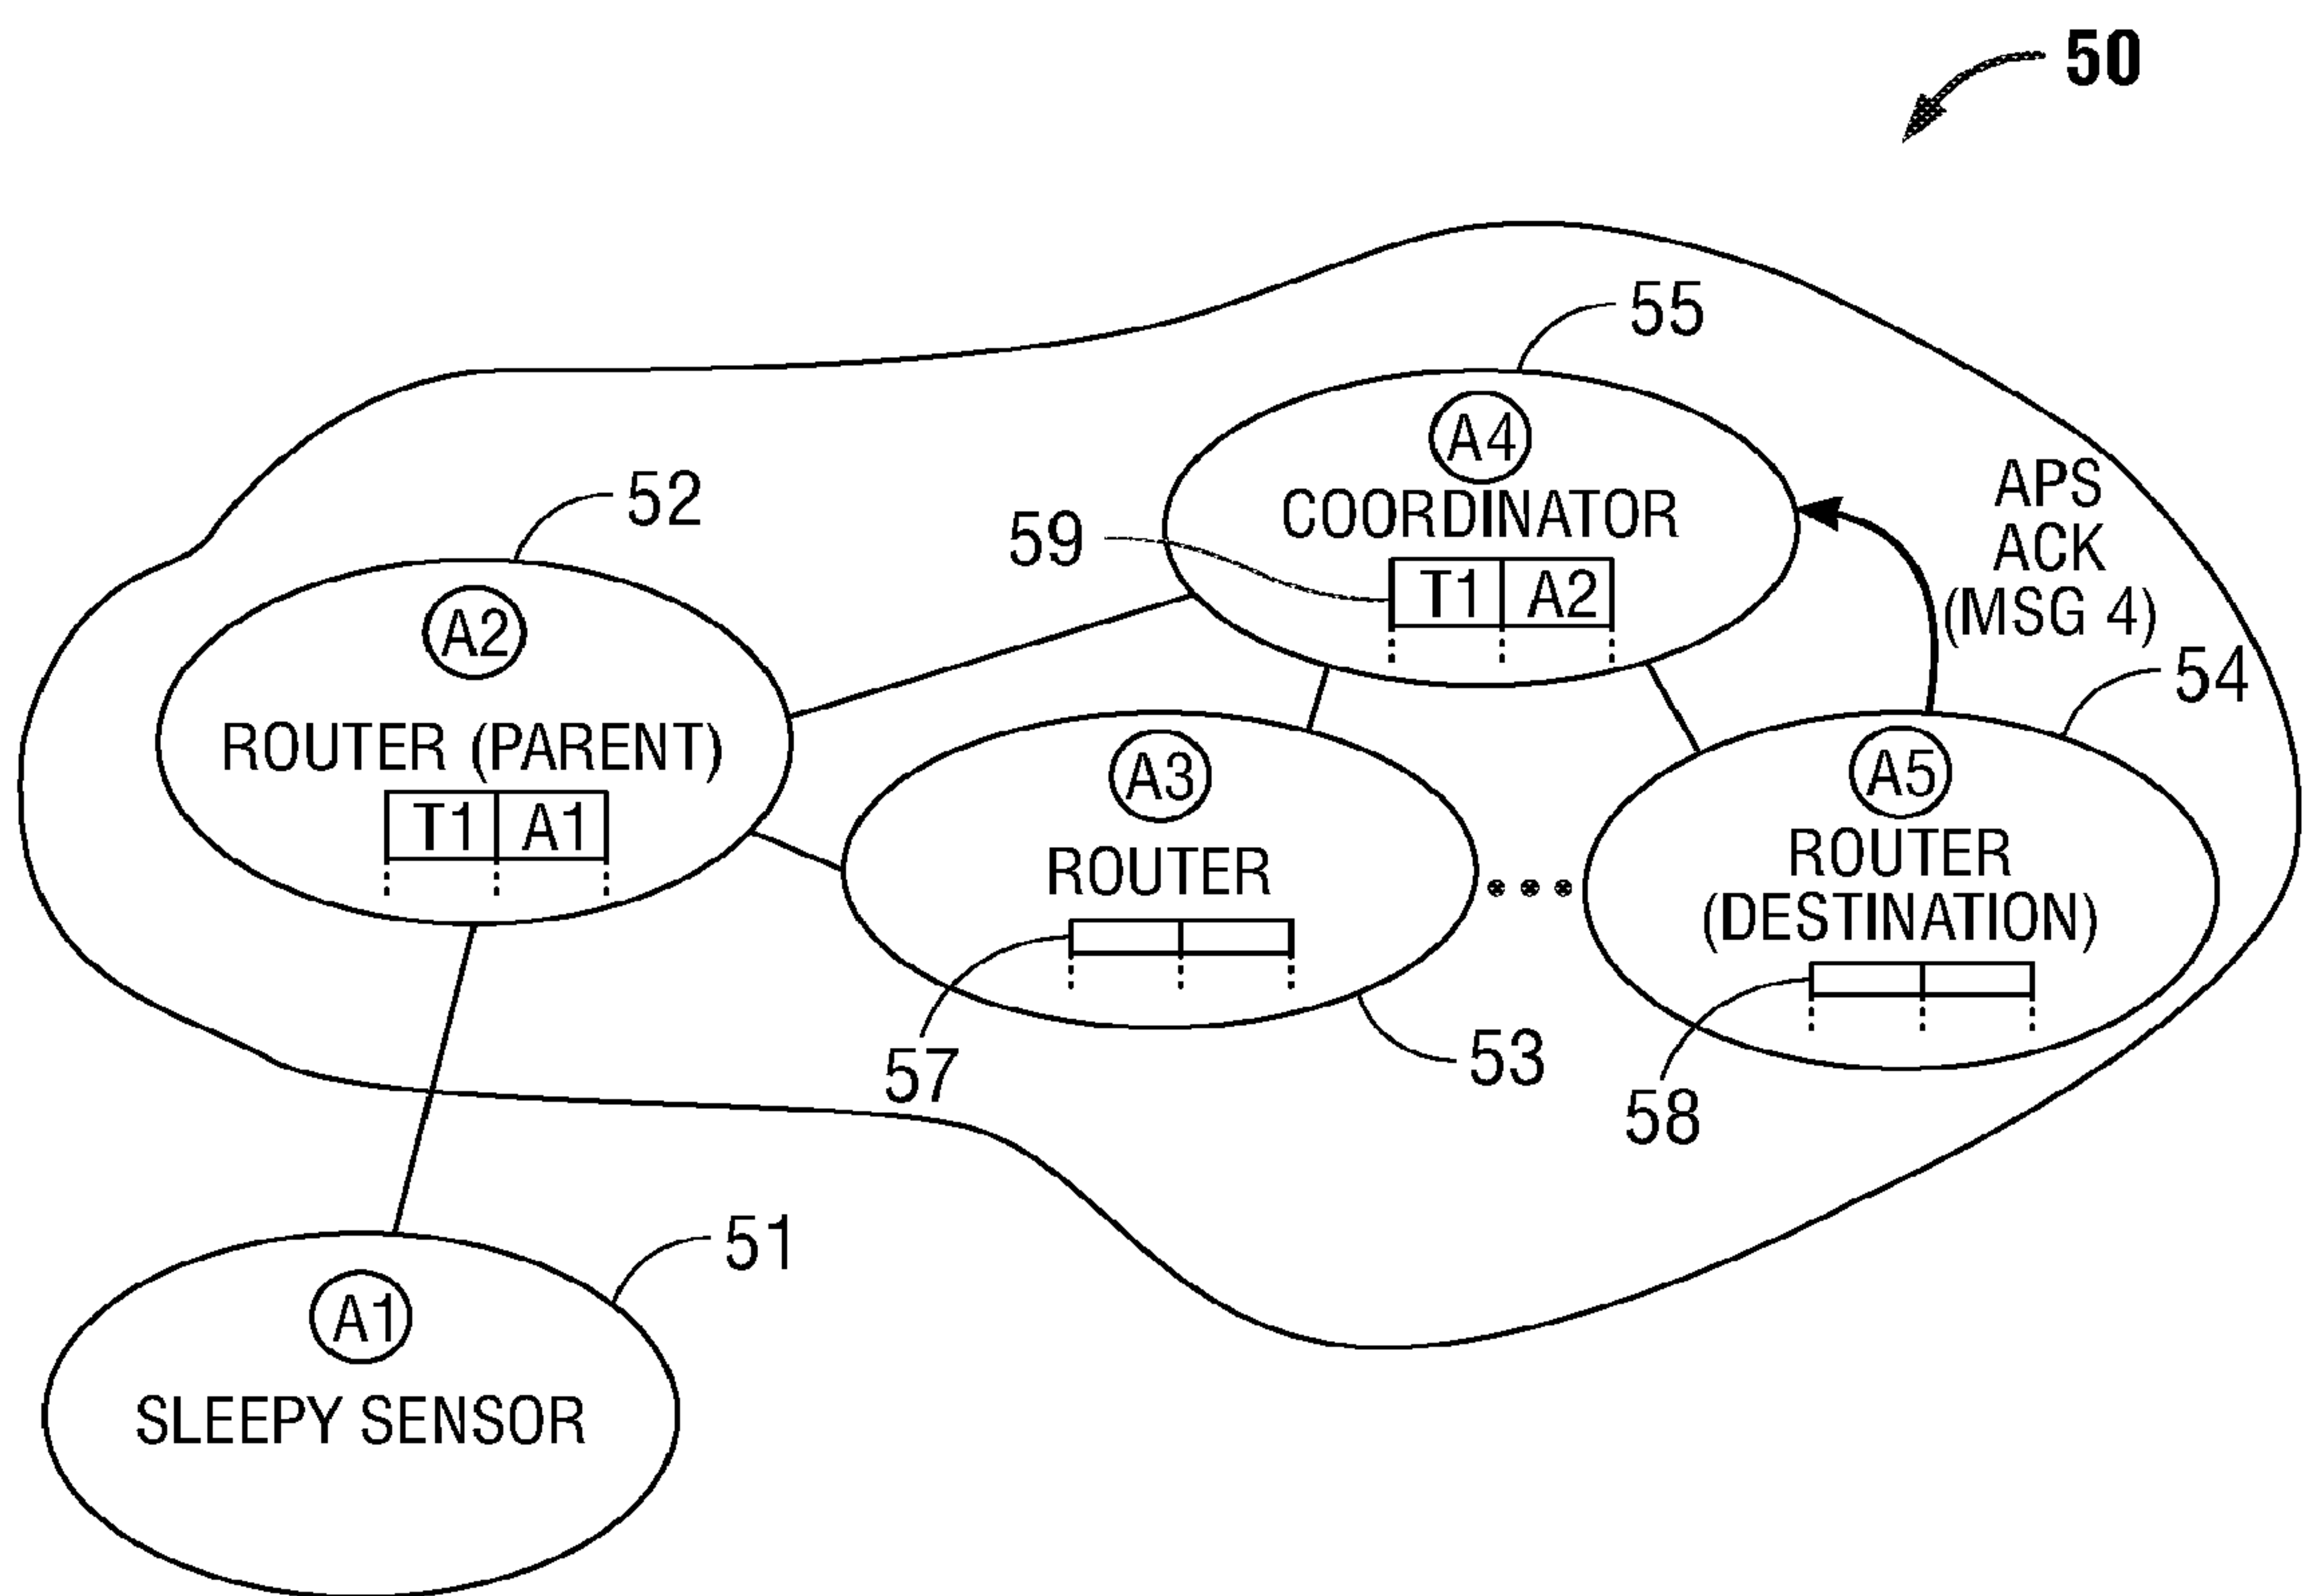 50
55
A4
COORDINATOR
59
T1 A2
APS
ACK
(MSG 4)
52
A2
ROUTER (PARENT)
T1 A1
54
A3
ROUTER
57
53
A5
ROUTER
(DESTINATION)
58
51
A1
SLEEPY SENSOR